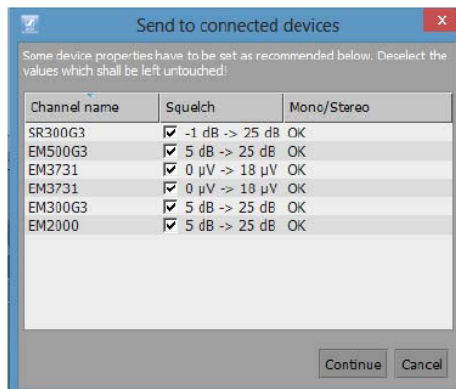 Send to connected devices
x
Some device properties have to be set as recommended below. Deselect the
values which shall be left untouched!
Channel name Squelch Mono/Stereo
SR300G3 -1 dB -> 25 dB OK
EM500G3 5 dB -> 25 dB OK
EM3731 0 µV -> 18 µV OK
EM3731 0 µV -> 18 µV OK
EM300G3 5 dB -> 25 dB OK
EM2000 5 dB -> 25 dB OK
Continue Cancel